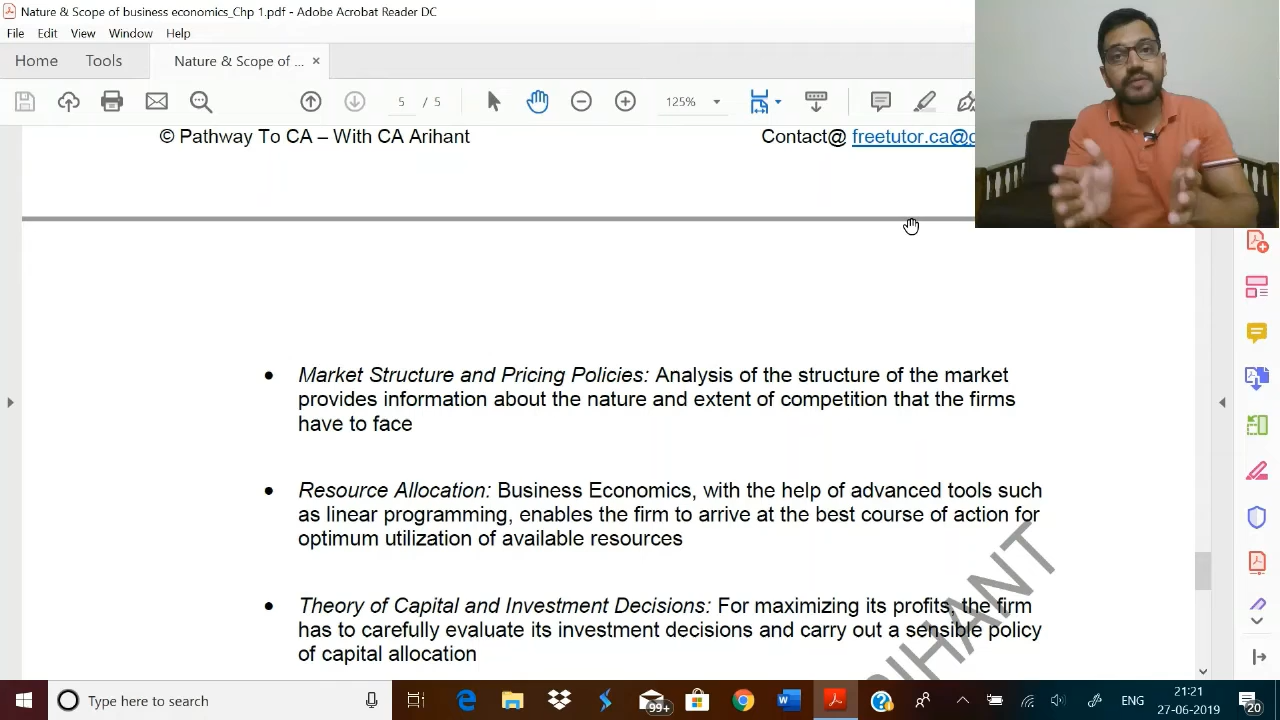 Nature & Scope of business economics_Chp 1.pdf - Adobe Acrobat Reader DC
File Edit View Window Help
Home Tools Nature & Scope of ... ×
5 / 5 125%
© Pathway To CA – With CA Arihant Contact@ freetutor.ca@
• Market Structure and Pricing Policies: Analysis of the structure of the market
provides information about the nature and extent of competition that the firms
have to face
• Resource Allocation: Business Economics, with the help of advanced tools such
as linear programming, enables the firm to arrive at the best course of action for
optimum utilization of available resources
• Theory of Capital and Investment Decisions: For maximizing its profits, the firm
has to carefully evaluate its investment decisions and carry out a sensible policy
of capital allocation
RIHANT
Type here to search 99+ ENG 21:21
27-06-2019 20